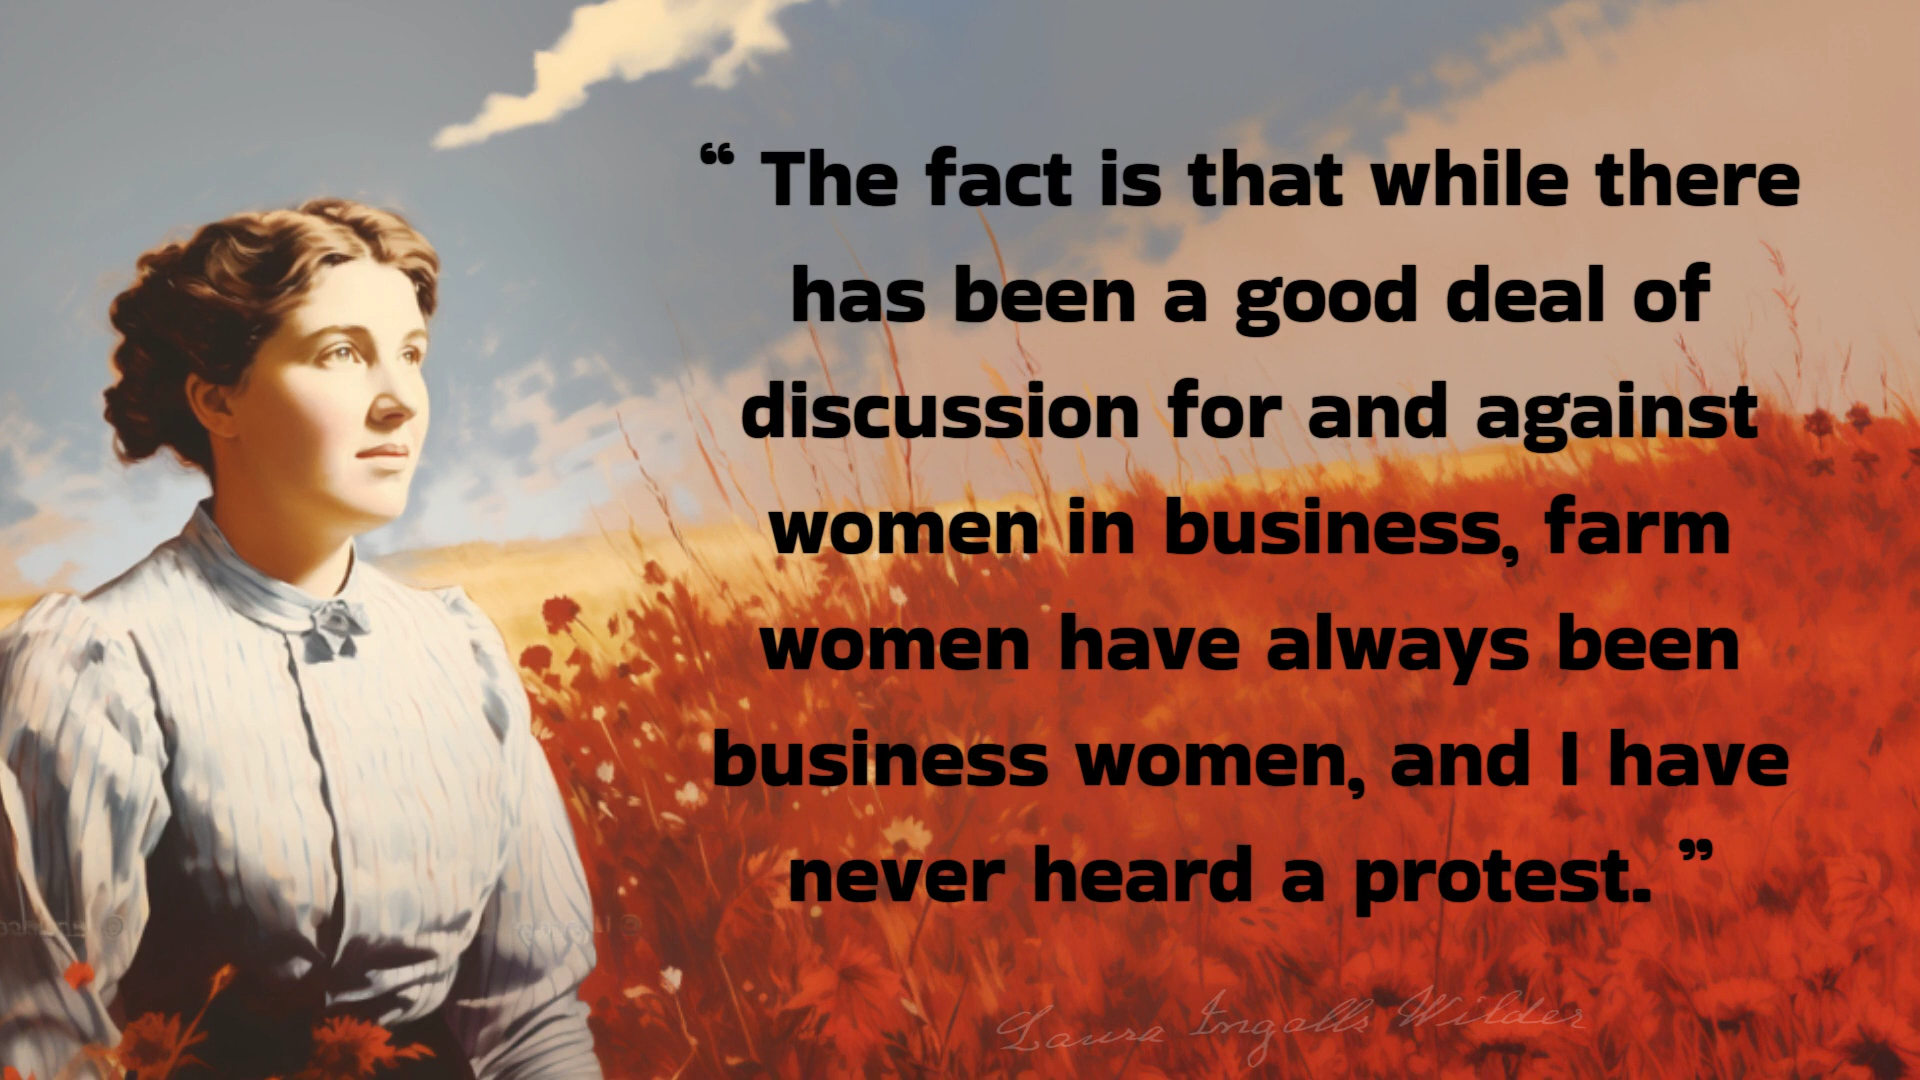 “ The fact is that while there
has been a good deal of
discussion for and against
women in business, farm
women have always been
business women, and I have
never heard a protest. ”
Laura Ingalls Wilder